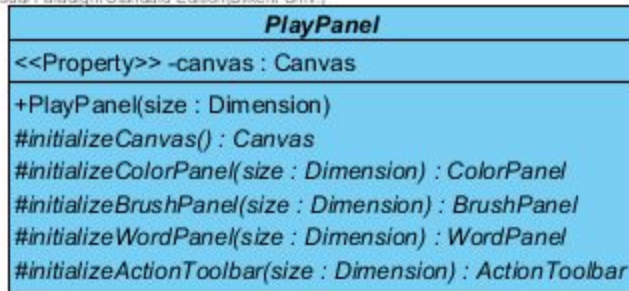 PlayPanel
<<Property>> -canvas : Canvas
+PlayPanel(size : Dimension)
#initializeCanvas() : Canvas
#initializeColorPanel(size : Dimension) : ColorPanel
#initializeBrushPanel(size : Dimension) : BrushPanel
#initializeWordPanel(size : Dimension) : WordPanel
#initializeActionToolbar(size : Dimension) : ActionToolbar